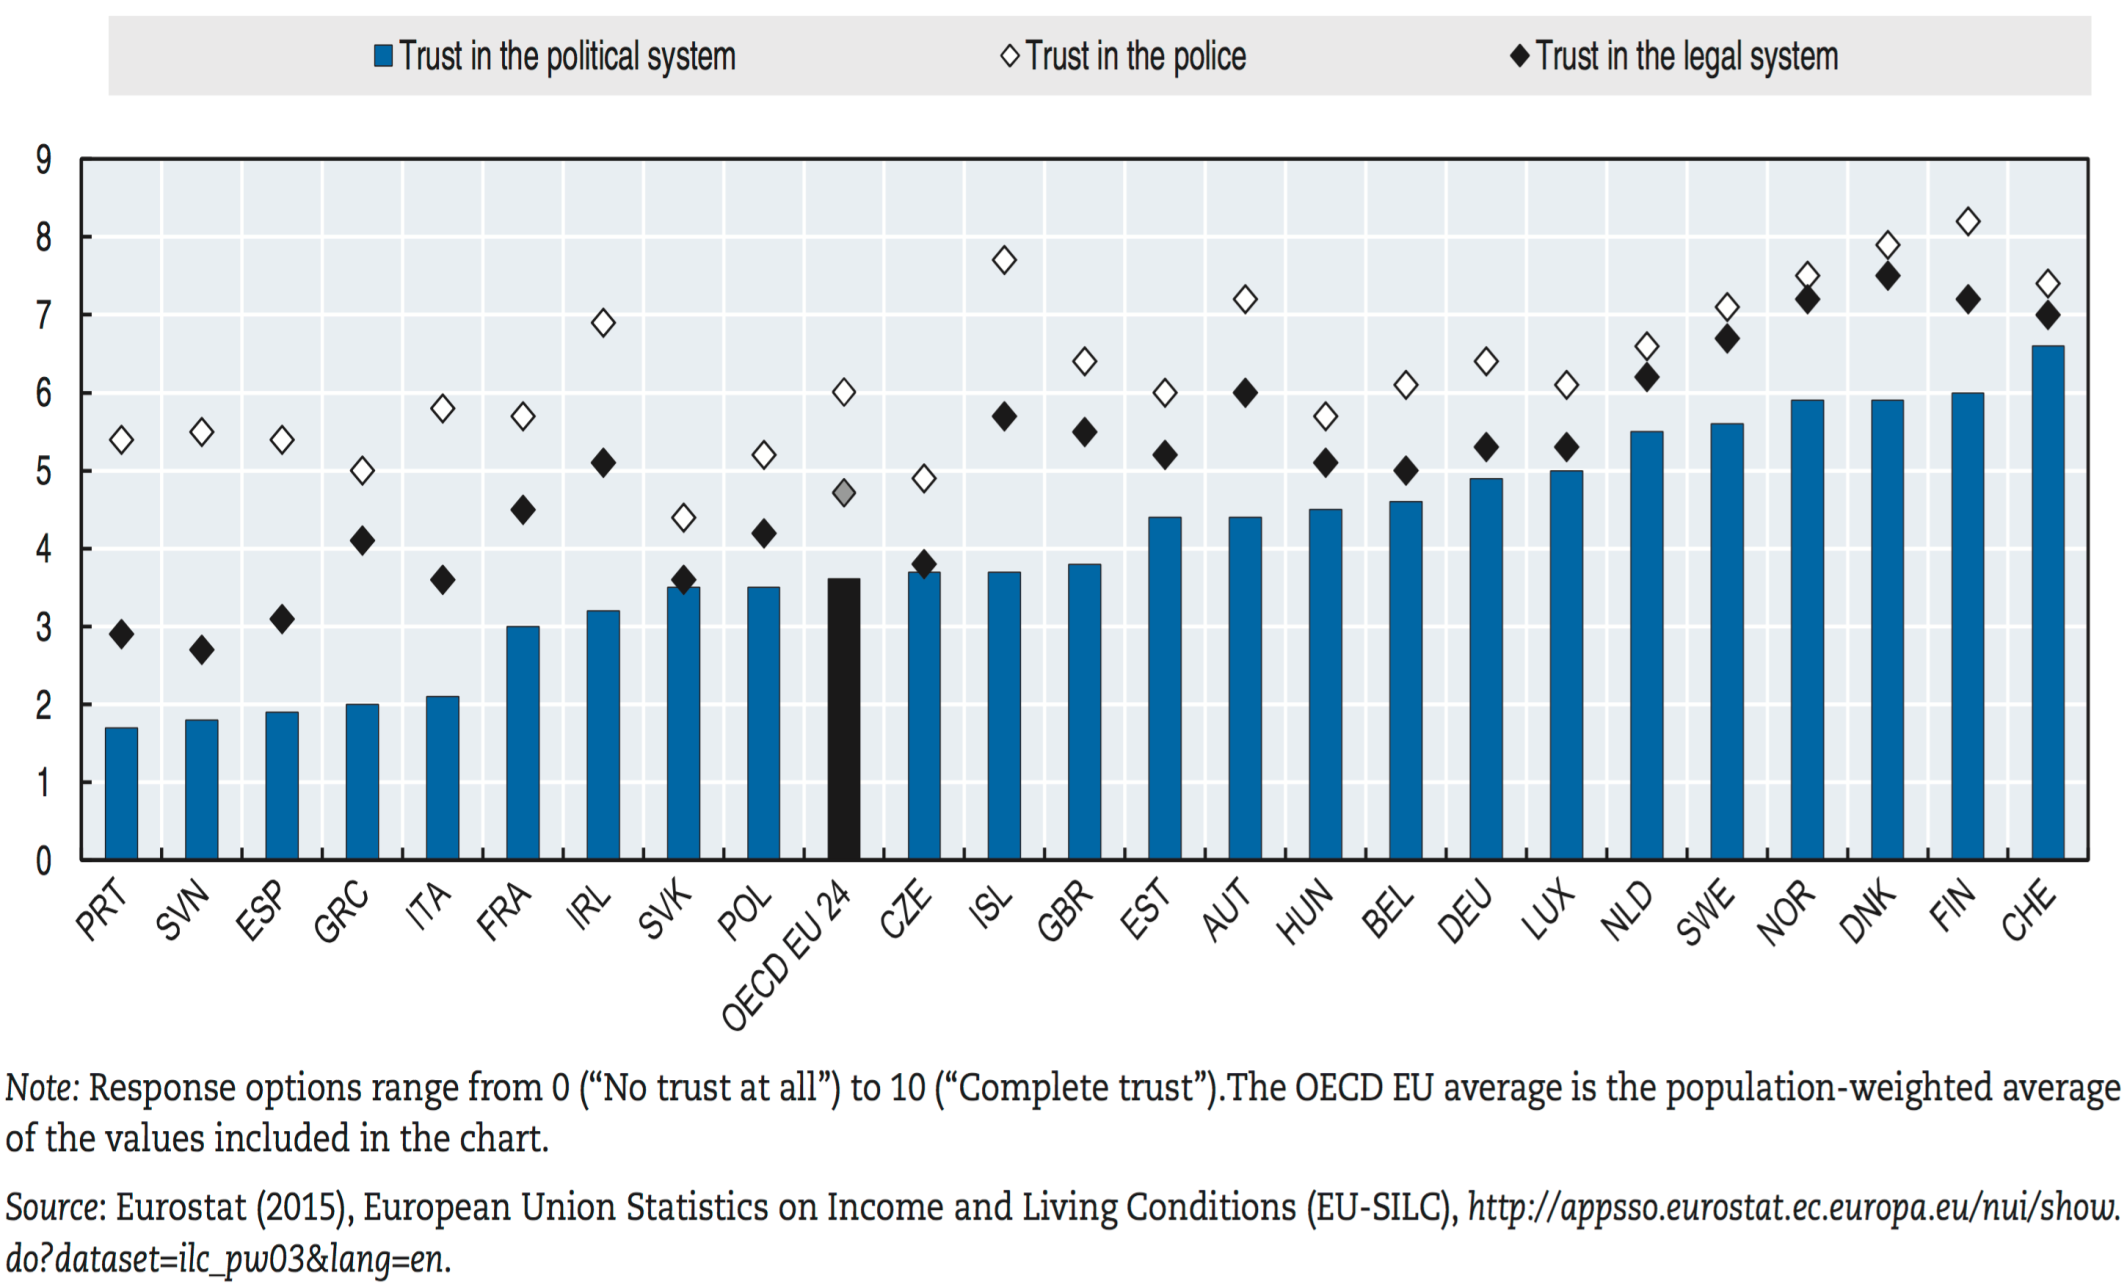 Trust in the political system Trust in the police Trust in the legal system
9
8
7
6
5
4
3
2
1
0
PRT SVN ESP GRC ITA FRA IRL SVK POL OECD EU 24 CZE ISL GBR EST AUT HUN BEL DEU LUX NLD SWE NOR DNK FIN CHE
Note: Response options range from 0 (“No trust at all”) to 10 (“Complete trust”).The OECD EU average is the population-weighted average
of the values included in the chart.
Source: Eurostat (2015), European Union Statistics on Income and Living Conditions (EU-SILC), http://appsso.eurostat.ec.europa.eu/nui/show.
do?dataset=ilc_pw03&lang=en.